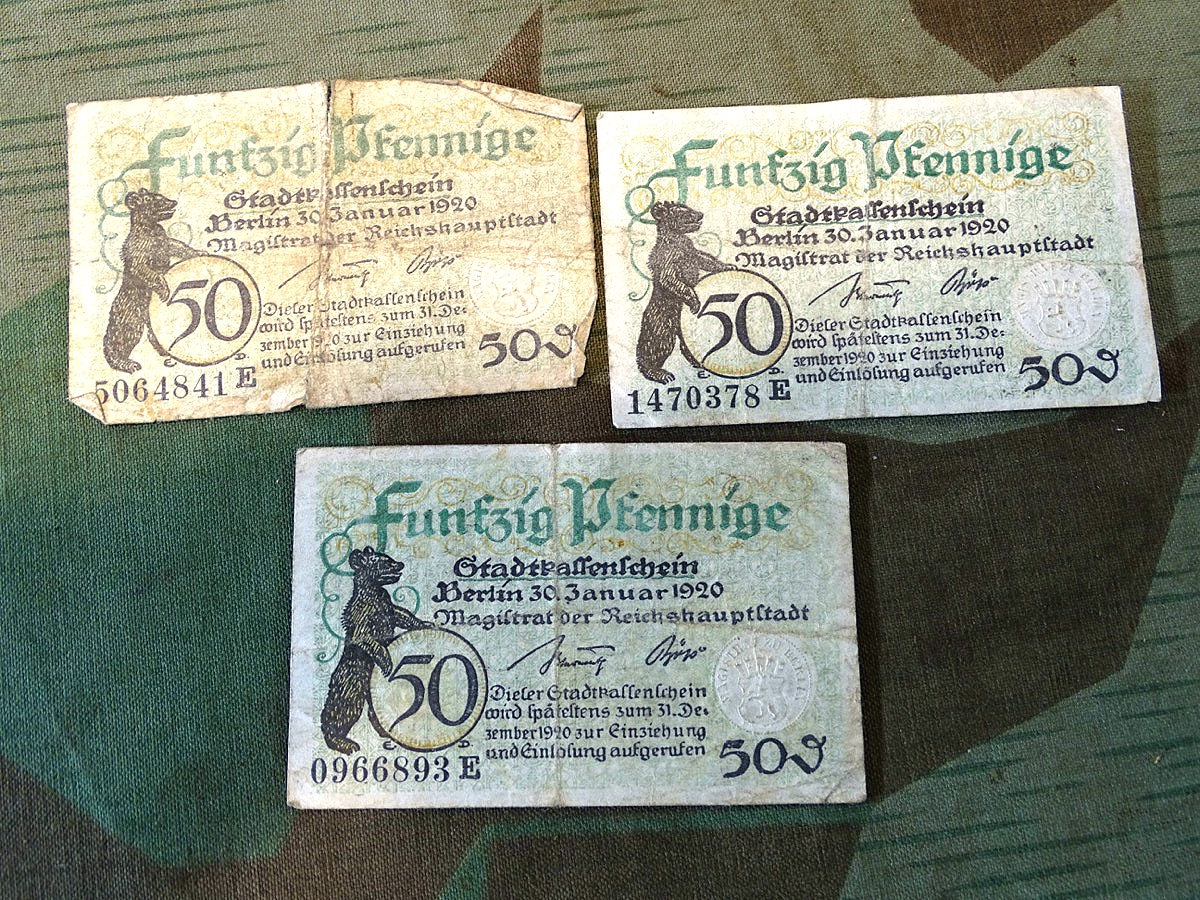 Funfzig Pfennige
Stadtkassenschein
Berlin 30. Januar 1920
Magistrat der Reichshauptstadt
50
Dieser Stadtkassenschein
wird spätestens zum 31. De-
zember 1920 zur Einziehung
und Einlösung aufgerufen
E. D.
5064841 E
50₰
Funfzig Pfennige
Stadtkassenschein
Berlin 30. Januar 1920
Magistrat der Reichshauptstadt
50
Dieser Stadtkassenschein
wird spätestens zum 31. De-
zember 1920 zur Einziehung
und Einlösung aufgerufen
E. D.
1470378 E
50₰
Funfzig Pfennige
Stadtkassenschein
Berlin 30. Januar 1920
Magistrat der Reichshauptstadt
50
Dieser Stadtkassenschein
wird spätestens zum 31. De-
zember 1920 zur Einziehung
und Einlösung aufgerufen
E. D.
0966893 E
50₰